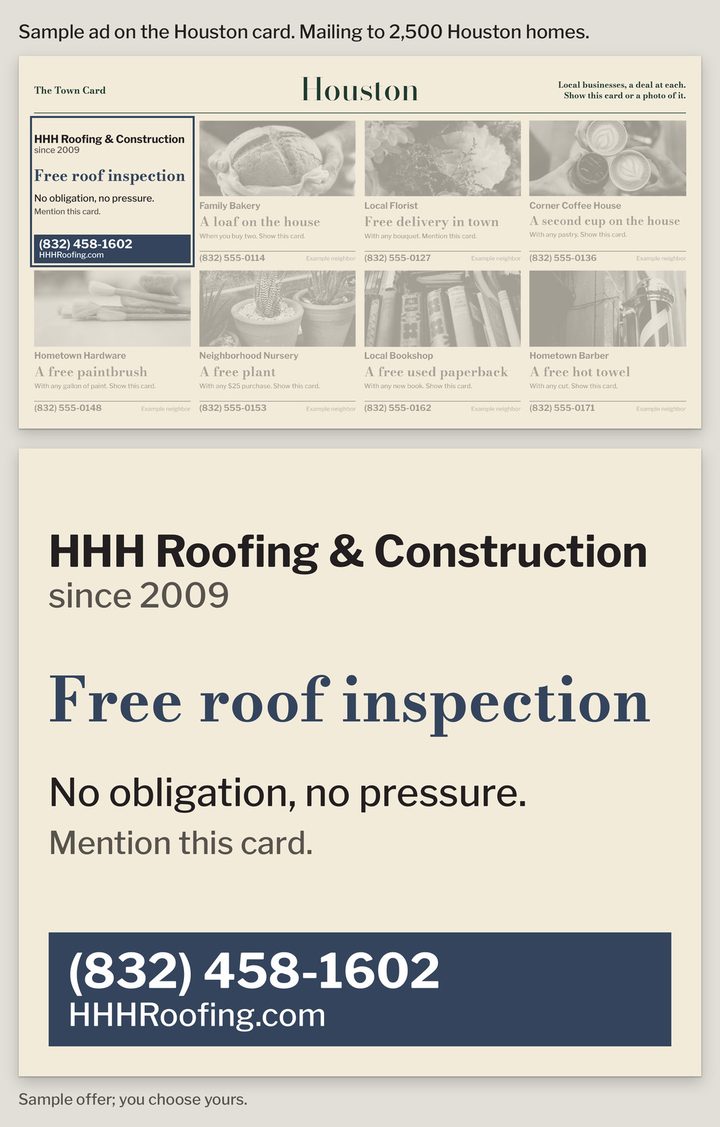 Sample ad on the Houston card. Mailing to 2,500 Houston homes.
The Town Card
Houston
Local businesses, a deal at each.
Show this card or a photo of it.
HHH Roofing & Construction
since 2009
Free roof inspection
No obligation, no pressure.
Mention this card.
(832) 458-1602
HHHRoofing.com
Family Bakery
A loaf on the house
When you buy two. Show this card.
(832) 555-0114
Example neighbor
Local Florist
Free delivery in town
With any bouquet. Mention this card.
(832) 555-0127
Example neighbor
Corner Coffee House
A second cup on the house
With any pastry. Show this card.
(832) 555-0136
Example neighbor
Hometown Hardware
A free paintbrush
With any gallon of paint. Show this card.
(832) 555-0148
Example neighbor
Neighborhood Nursery
A free plant
With any $25 purchase. Show this card.
(832) 555-0153
Example neighbor
Local Bookshop
A free used paperback
With any new book. Show this card.
(832) 555-0162
Example neighbor
Hometown Barber
A free hot towel
With any cut. Show this card.
(832) 555-0171
Example neighbor
HHH Roofing & Construction
since 2009
Free roof inspection
No obligation, no pressure.
Mention this card.
(832) 458-1602
HHHRoofing.com
Sample offer; you choose yours.